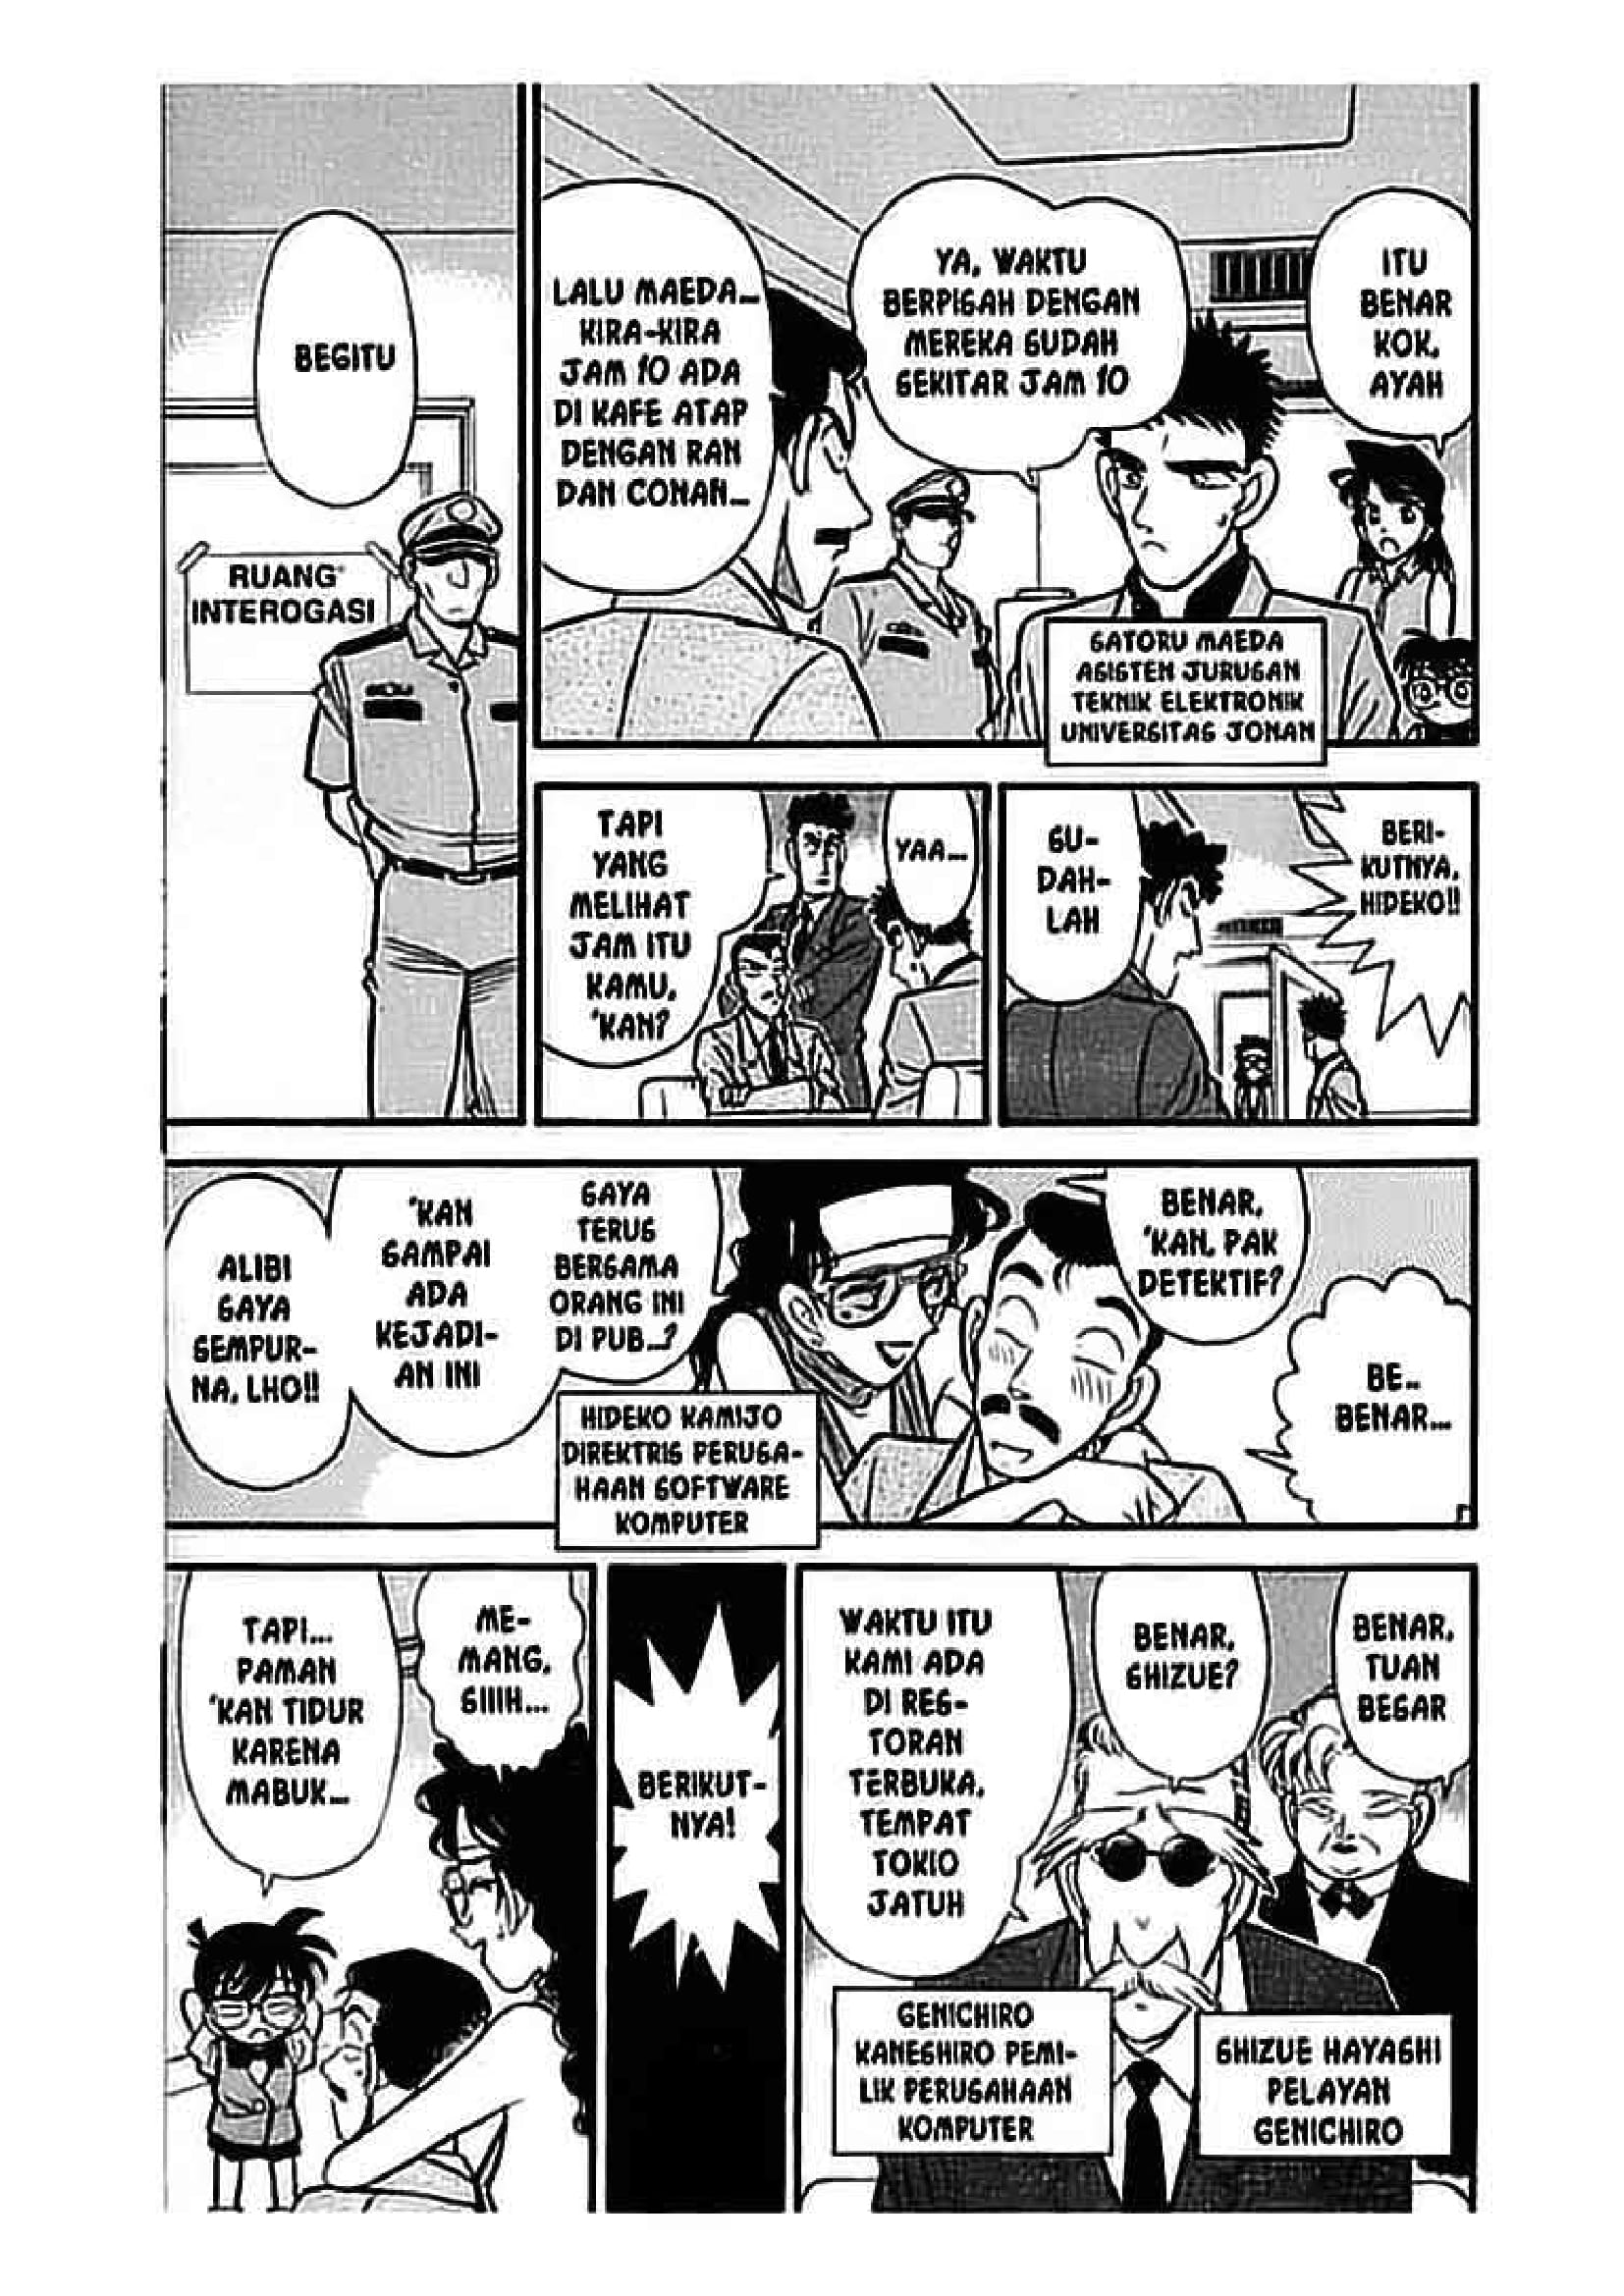 BEGITU
RUANG
INTEROGASI
LALU MAEDA...
KIRA-KIRA
JAM 10 ADA
DI KAFE ATAP
DENGAN RAN
DAN CONAN...
YA, WAKTU
BERPISAH DENGAN
MEREKA SUDAH
SEKITAR JAM 10
ITU
BENAR
KOK,
AYAH
SATORU MAEDA
ASISTEN JURUSAN
TEKNIK ELEKTRONIK
UNIVERSITAS JONAN
TAPI
YANG
MELIHAT
JAM ITU
KAMU,
'KAN?
YAA...
SU-
DAH-
LAH
BERI-
KUTNYA,
HIDEKO!!
ALIBI
SAYA
SEMPUR-
NA, LHO!!
'KAN
SAMPAI
ADA
KEJADI-
AN INI
SAYA
TERUS
BERSAMA
ORANG INI
DI PUB...?
BENAR,
'KAN, PAK
DETEKTIF?
BE..
BENAR...
HIDEKO KAMIJO
DIREKTRIS PERUSA-
HAAN SOFTWARE
KOMPUTER
TAPI...
PAMAN
'KAN TIDUR
KARENA
MABUK...
ME-
MANG,
SIIIH...
BERIKUT-
NYA!
WAKTU ITU
KAMI ADA
DI RES-
TORAN
TERBUKA,
TEMPAT
TOKIO
JATUH
BENAR,
SHIZUE?
BENAR,
TUAN
BESAR
GENICHIRO
KANESHIRO PEMI-
LIK PERUSAHAAN
KOMPUTER
SHIZUE HAYASHI
PELAYAN
GENICHIRO